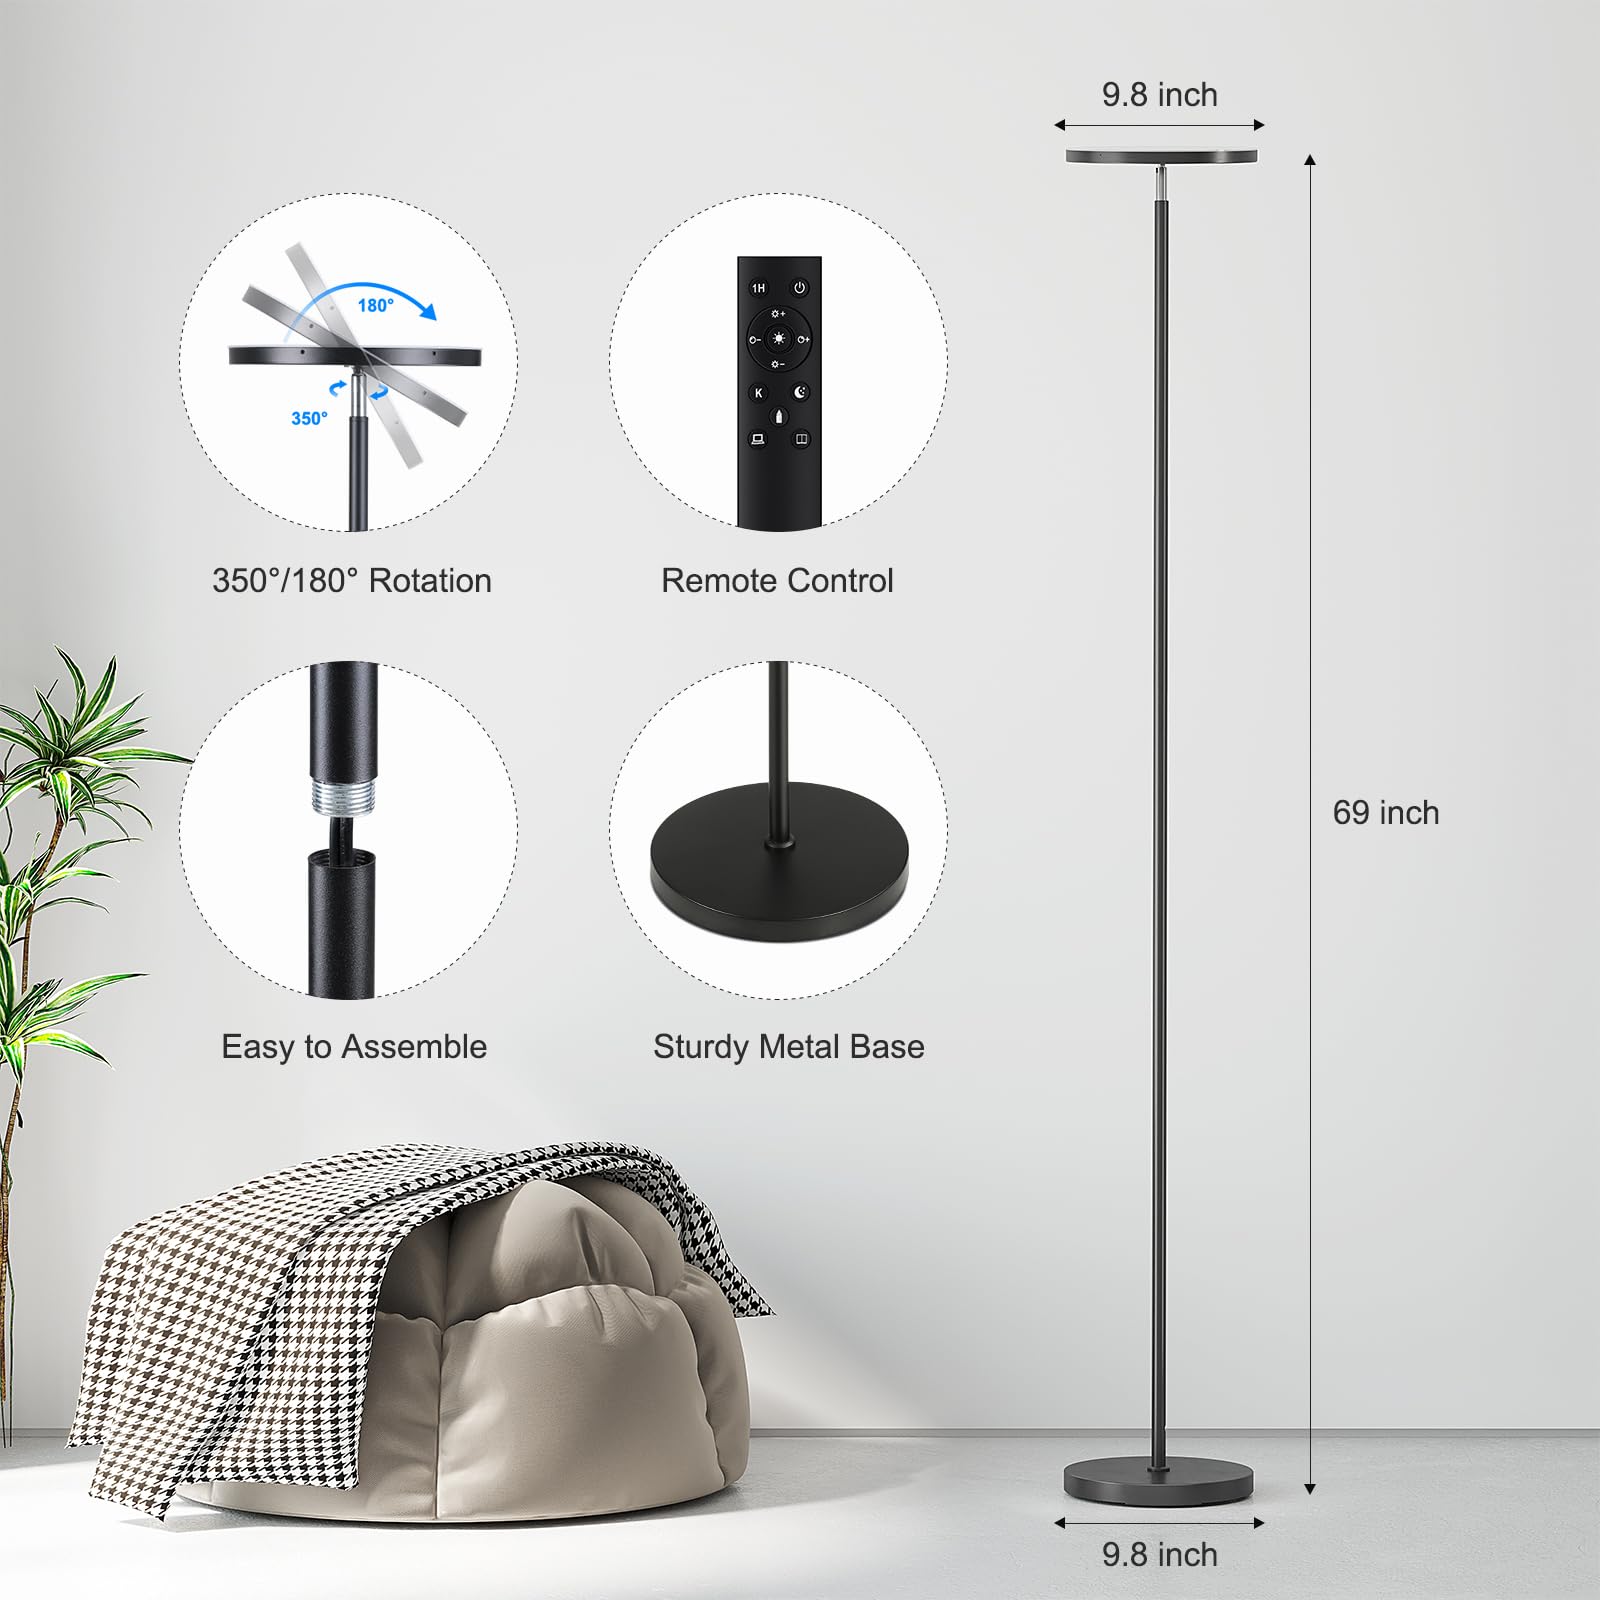 9.8 inch
180°
350°
1H
K
350°/180° Rotation
Remote Control
69 inch
Easy to Assemble
Sturdy Metal Base
9.8 inch